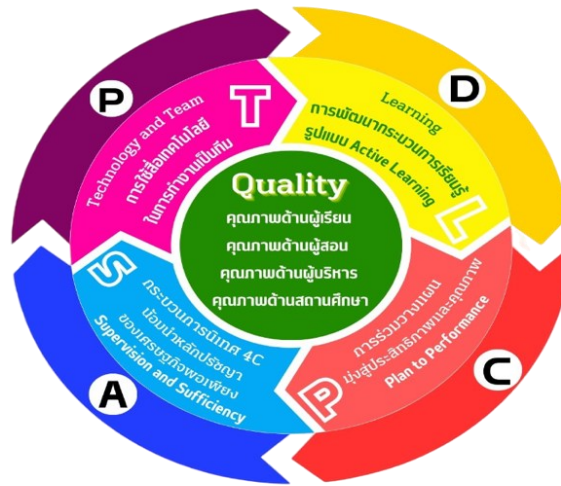 P
D
C
A
T
Technology and Team
การใช้สื่อเทคโนโลยี
ในการทำงานเป็นทีม
L
Learning
การพัฒนากระบวนการเรียนรู้
รูปแบบ Active Learning
P
การร่วมวางแผน
มุ่งสู่ประสิทธิภาพและคุณภาพ
Plan to Performance
S
กระบวนการนิเทศ 4C
น้อมนำหลักปรัชญา
ของเศรษฐกิจพอเพียง
Supervision and Sufficiency
Quality
คุณภาพด้านผู้เรียน
คุณภาพด้านผู้สอน
คุณภาพด้านผู้บริหาร
คุณภาพด้านสถานศึกษา